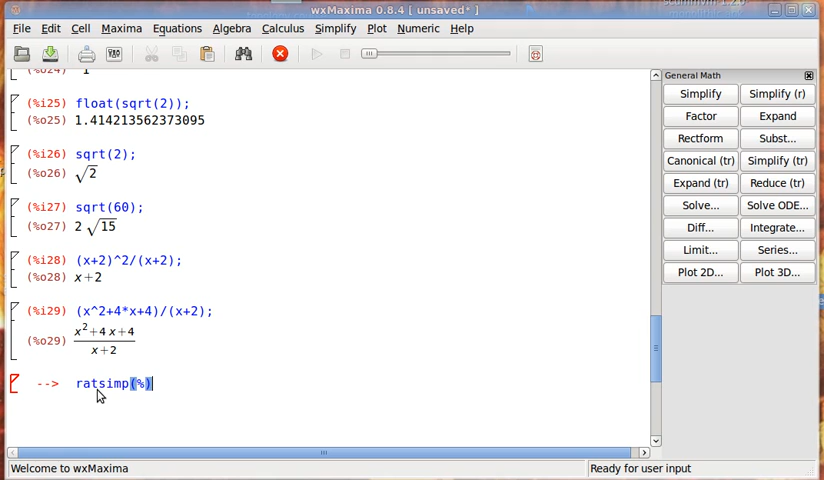 wxMaxima 0.8.4 [ unsaved* ]
File Edit Cell Maxima Equations Algebra Calculus Simplify Plot Numeric Help
(%o24) 1
(%i25) float(sqrt(2));
(%o25) 1.414213562373095
(%i26) sqrt(2);
(%o26) √2
(%i27) sqrt(60);
(%o27) 2 √15
(%i28) (x+2)^2/(x+2);
(%o28) x+2
(%i29) (x^2+4*x+4)/(x+2);
x²+4 x+4
(%o29)
x+2
--> ratsimp(%)
General Math
Simplify Simplify (r)
Factor Expand
Rectform Subst...
Canonical (tr) Simplify (tr)
Expand (tr) Reduce (tr)
Solve... Solve ODE...
Diff... Integrate...
Limit... Series...
Plot 2D... Plot 3D...
Welcome to wxMaxima
Ready for user input